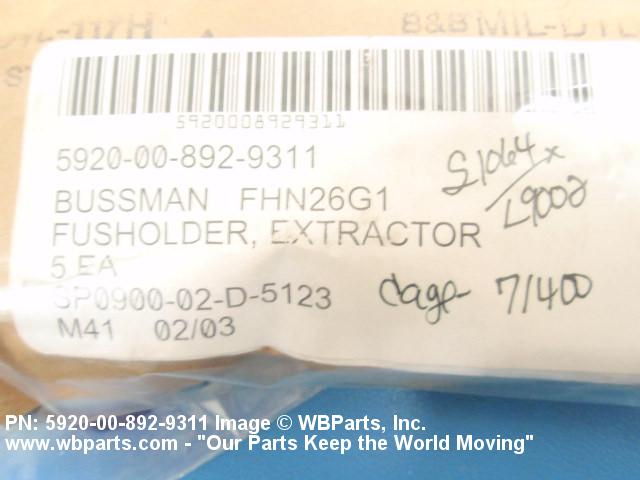 B&B MIL-DTL
5920008929311
5920-00-892-9311
BUSSMAN FHN26G1
FUSHOLDER, EXTRACTOR
5 EA
SP0900-02-D-5123
M41 02/03
S1064x
L9002
Cage- 71400
PN: 5920-00-892-9311 Image © WBParts, Inc.
www.wbparts.com - "Our Parts Keep the World Moving"